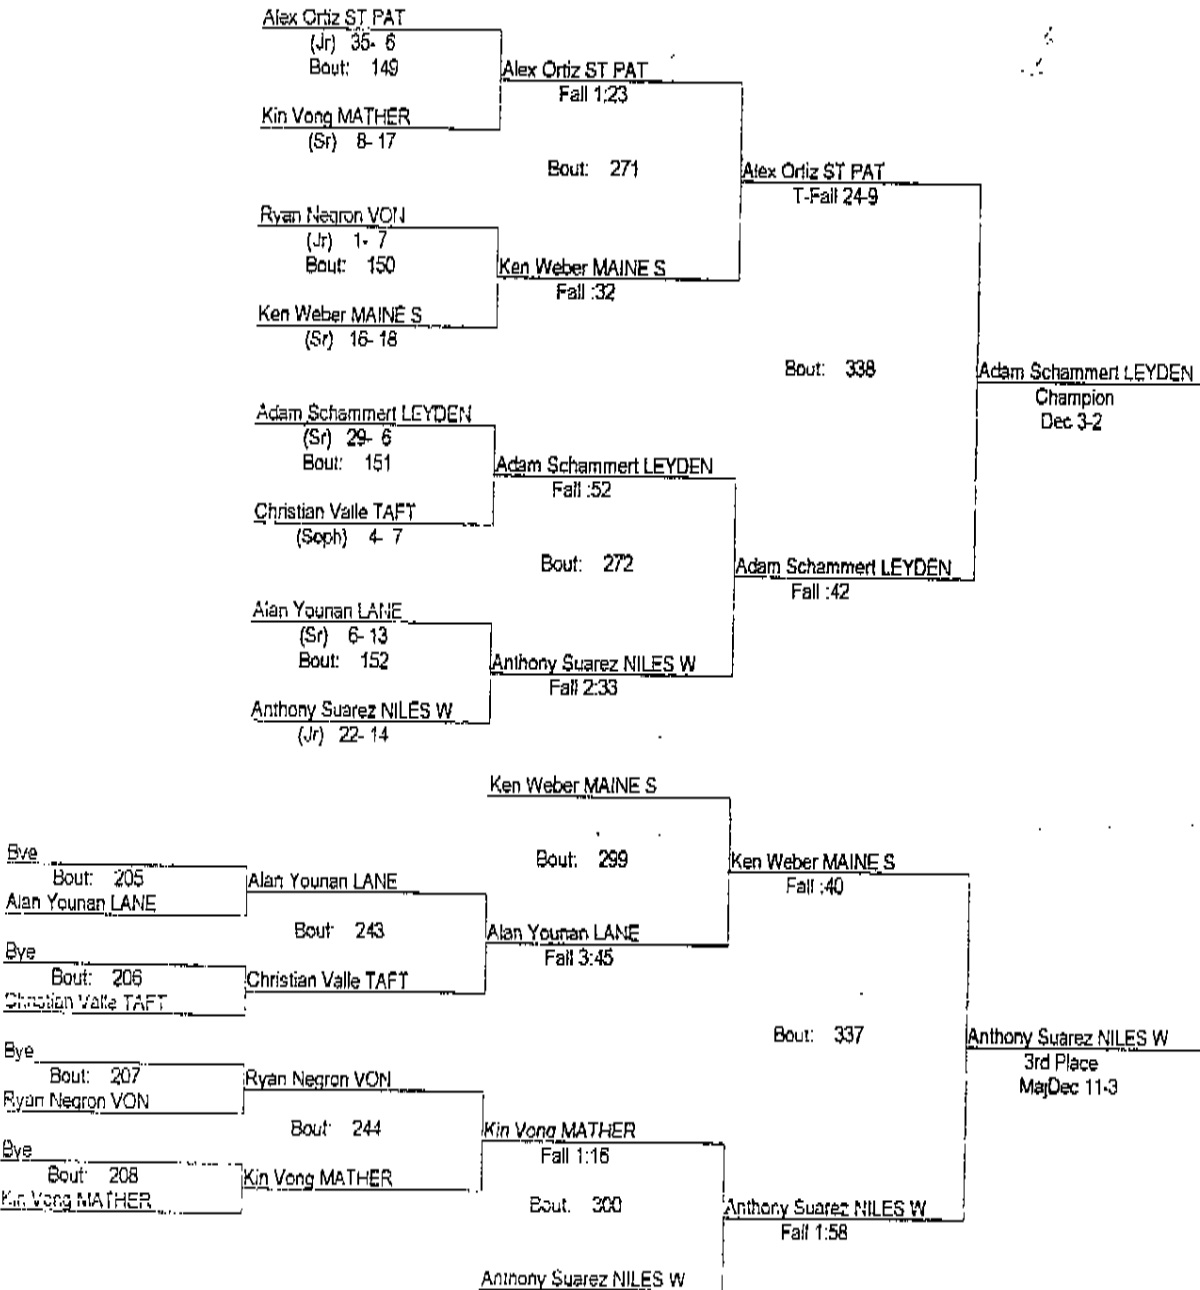 Alex Ortiz ST PAT
(Jr) 35- 6
Bout: 149
Alex Ortiz ST PAT
Fall 1:23
Kin Vong MATHER
(Sr) 8- 17
Bout: 271
Alex Ortiz ST PAT
T-Fall 24-9
Ryan Negron VON
(Jr) 1- 7
Bout: 150
Ken Weber MAINE S
Fall :32
Ken Weber MAINE S
(Sr) 16- 18
Bout: 338
Adam Schammert LEYDEN
Champion
Dec 3-2
Adam Schammert LEYDEN
(Sr) 29- 6
Bout: 151
Adam Schammert LEYDEN
Fall :52
Christian Valle TAFT
(Soph) 4- 7
Bout: 272
Adam Schammert LEYDEN
Fall :42
Alan Younan LANE
(Sr) 6- 13
Bout: 152
Anthony Suarez NILES W
Fall 2:33
Anthony Suarez NILES W
(Jr) 22- 14
Ken Weber MAINE S
Bout: 299
Ken Weber MAINE S
Fall :40
Bye
Bout: 205
Alan Younan LANE
Alan Younan LANE
Bout: 243
Alan Younan LANE
Fall 3:45
Bye
Bout: 206
Christian Valle TAFT
Christian Valle TAFT
Bout: 337
Anthony Suarez NILES W
3rd Place
MajDec 11-3
Bye
Bout: 207
Ryan Negron VON
Ryan Negron VON
Bout: 244
Kin Vong MATHER
Fall 1:16
Bye
Bout: 208
Kin Vong MATHER
Kin Vong MATHER
Bout: 300
Anthony Suarez NILES W
Fall 1:58
Anthony Suarez NILES W